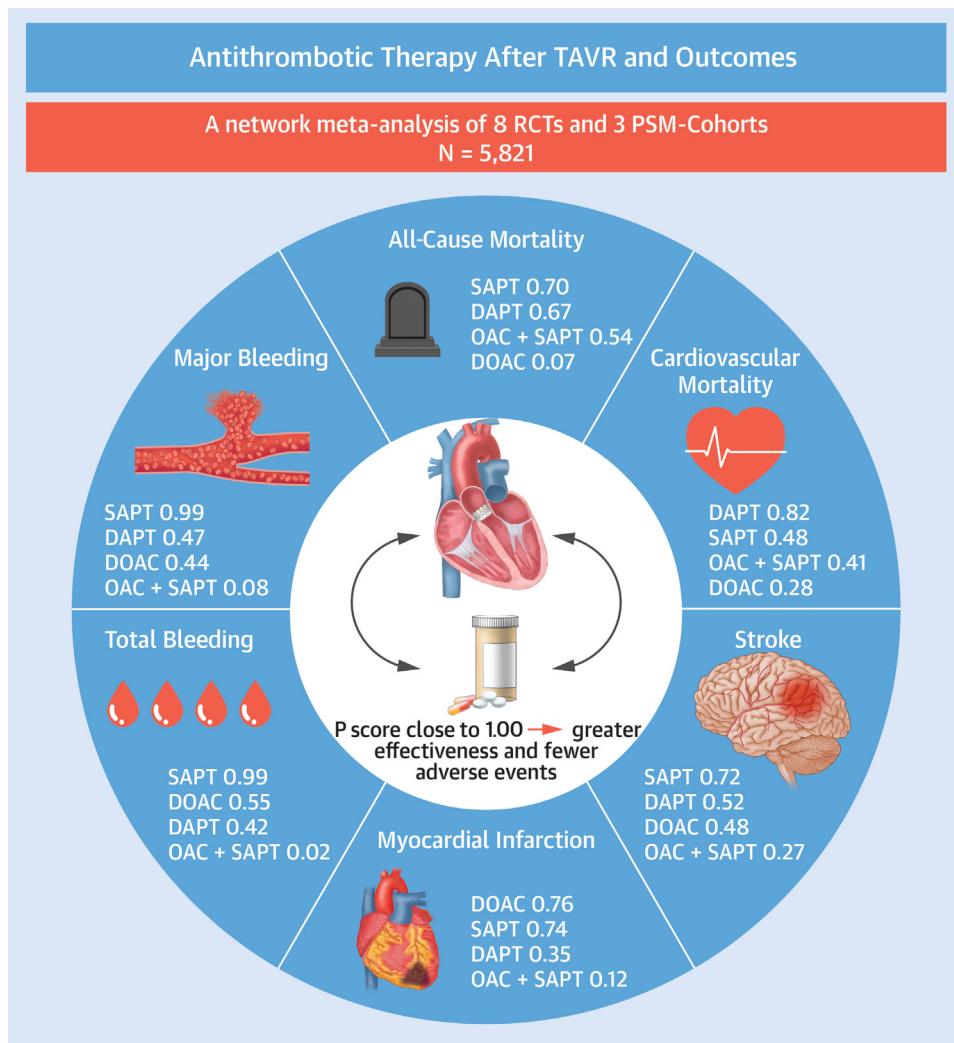 Antithrombotic Therapy After TAVR and Outcomes
A network meta-analysis of 8 RCTs and 3 PSM-Cohorts
N = 5,821
All-Cause Mortality
SAPT 0.70
DAPT 0.67
OAC + SAPT 0.54
DOAC 0.07
Cardiovascular
Mortality
DAPT 0.82
SAPT 0.48
OAC + SAPT 0.41
DOAC 0.28
Stroke
SAPT 0.72
DAPT 0.52
DOAC 0.48
OAC + SAPT 0.27
Myocardial Infarction
DOAC 0.76
SAPT 0.74
DAPT 0.35
OAC + SAPT 0.12
Total Bleeding
SAPT 0.99
DOAC 0.55
DAPT 0.42
OAC + SAPT 0.02
Major Bleeding
SAPT 0.99
DAPT 0.47
DOAC 0.44
OAC + SAPT 0.08
P score close to 1.00 → greater
effectiveness and fewer
adverse events